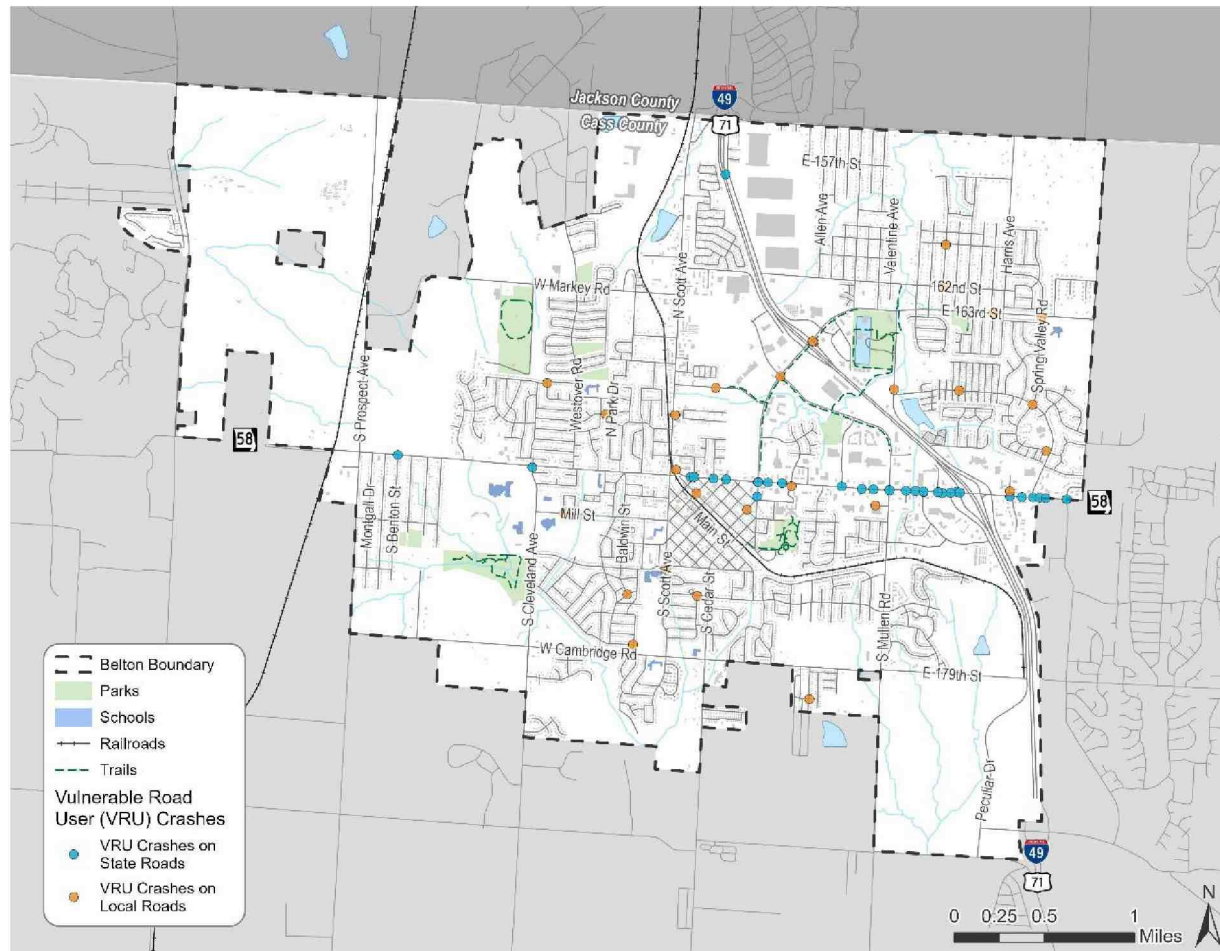 Jackson County
Cass County
49
71
E 157th St
Allen Ave
Valentine Ave
Harris Ave
N Scott Ave
W Markey Rd
162nd St
E 163rd St
Spring Valley Rd
S Prospect Ave
Westover Rd
N Park Dr
58
58
Montgall Dr
S Benton St
Mill St
Main St
Baldwin St
S Cleveland Ave
S Scott Ave
S Cedar St
S Mullen Rd
W Cambridge Rd
E 179th St
Peculiar Dr
49
71
Belton Boundary
Parks
Schools
Railroads
Trails
Vulnerable Road
User (VRU) Crashes
VRU Crashes on
State Roads
VRU Crashes on
Local Roads
N
0 0.25 0.5 1
Miles